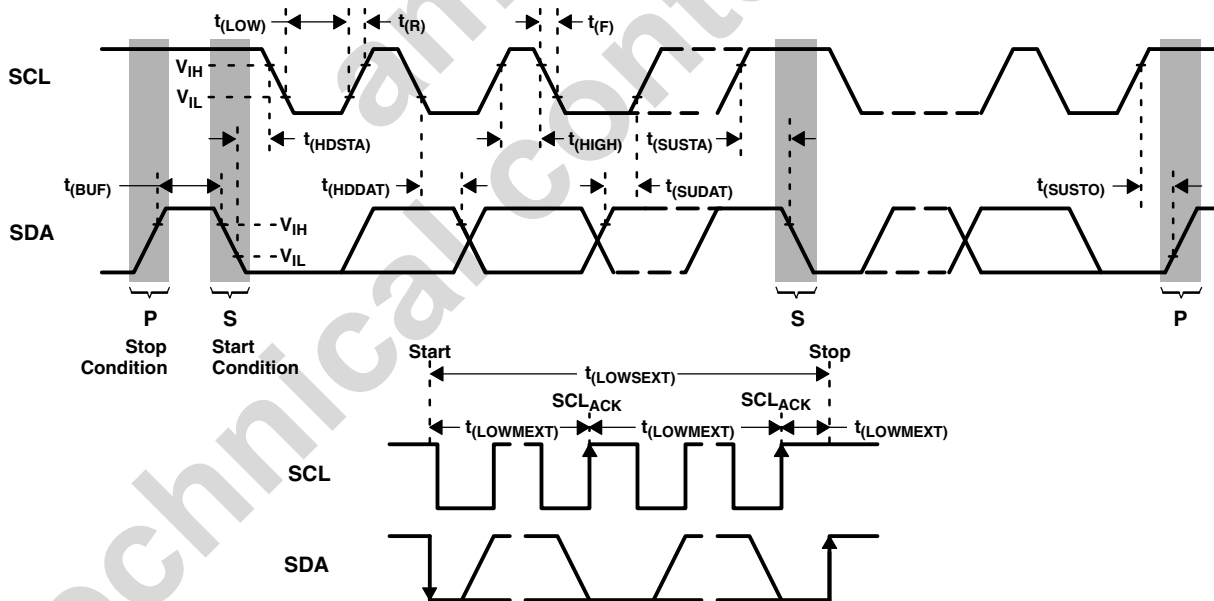 t(LOW) t(R) t(F)
SCL
VIH
VIL
t(HDSTA) t(HIGH) t(SUSTA)
t(BUF) t(HDDAT) t(SUDAT) t(SUSTO)
SDA
VIH
VIL
P S S P
Stop Condition
Start Condition
Start Stop
t(LOWSEXT)
SCLACK SCLACK
t(LOWMEXT) t(LOWMEXT) t(LOWMEXT)
SCL
SDA